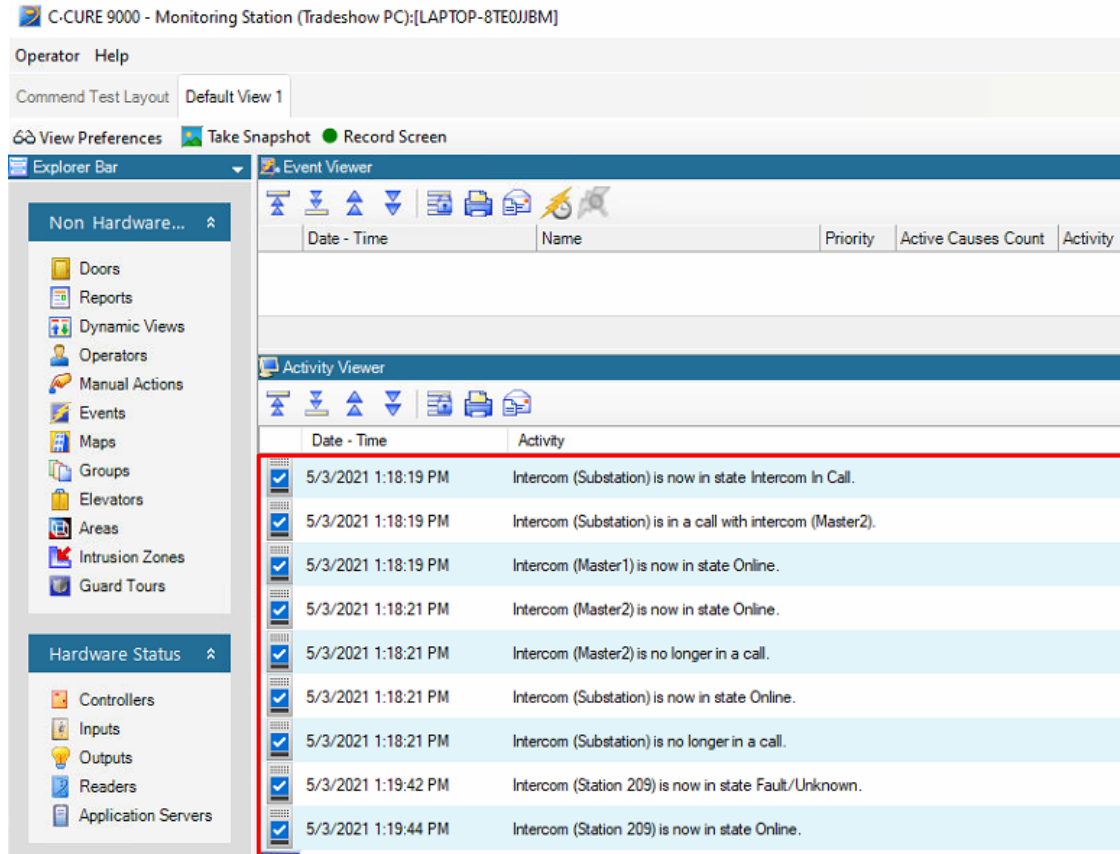 C•CURE 9000 - Monitoring Station (Tradeshow PC):[LAPTOP-8TE0JJBM]
Operator Help
Commend Test Layout Default View 1
View Preferences Take Snapshot Record Screen
Explorer Bar
Non Hardware...
Doors
Reports
Dynamic Views
Operators
Manual Actions
Events
Maps
Groups
Elevators
Areas
Intrusion Zones
Guard Tours
Hardware Status
Controllers
Inputs
Outputs
Readers
Application Servers
Event Viewer
Date - Time Name Priority Active Causes Count Activity
Activity Viewer
Date - Time Activity
5/3/2021 1:18:19 PM Intercom (Substation) is now in state Intercom In Call.
5/3/2021 1:18:19 PM Intercom (Substation) is in a call with intercom (Master2).
5/3/2021 1:18:19 PM Intercom (Master1) is now in state Online.
5/3/2021 1:18:21 PM Intercom (Master2) is now in state Online.
5/3/2021 1:18:21 PM Intercom (Master2) is no longer in a call.
5/3/2021 1:18:21 PM Intercom (Substation) is now in state Online.
5/3/2021 1:18:21 PM Intercom (Substation) is no longer in a call.
5/3/2021 1:19:42 PM Intercom (Station 209) is now in state Fault/Unknown.
5/3/2021 1:19:44 PM Intercom (Station 209) is now in state Online.